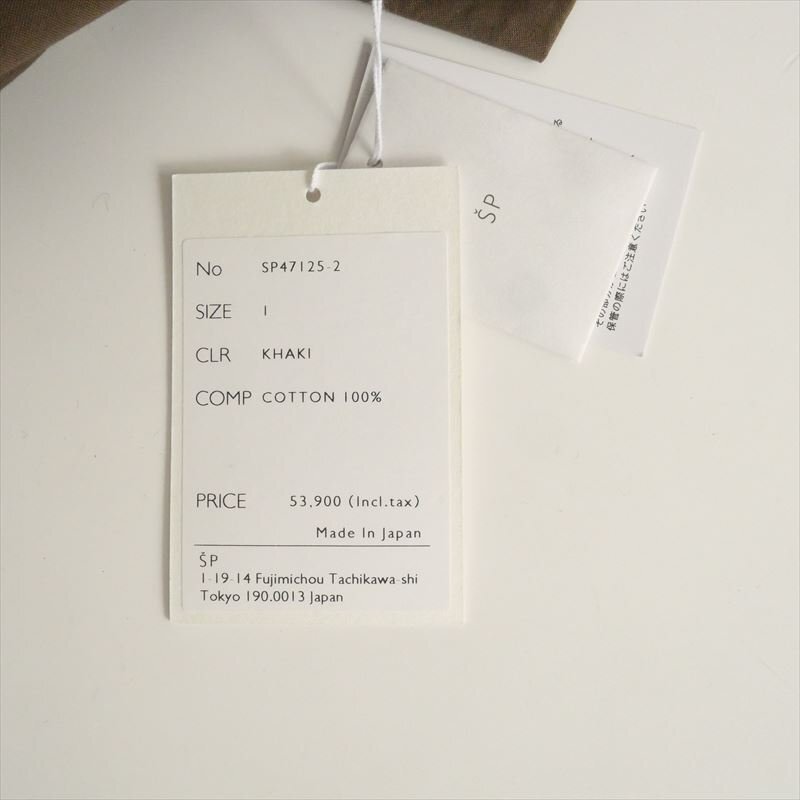 No SP47125-2
SIZE 1
CLR KHAKI
COMP COTTON 100%
PRICE 53,900 (Incl.tax)
Made In Japan
ŠP
1-19-14 Fujimichou Tachikawa-shi
Tokyo 190.0013 Japan
ŠP
保管の際にはご注意ください